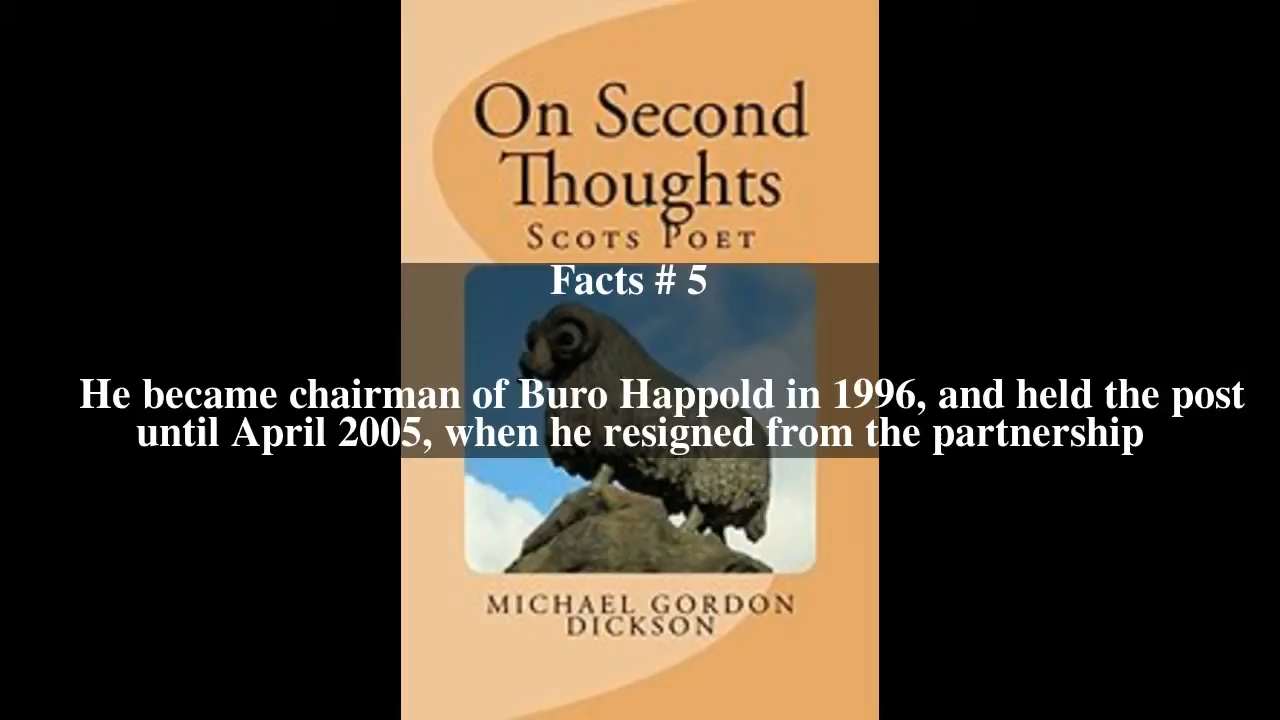 On Second
Thoughts
Scots Poet
Facts # 5
He became chairman of Buro Happold in 1996, and held the post
until April 2005, when he resigned from the partnership
MICHAEL GORDON
DICKSON